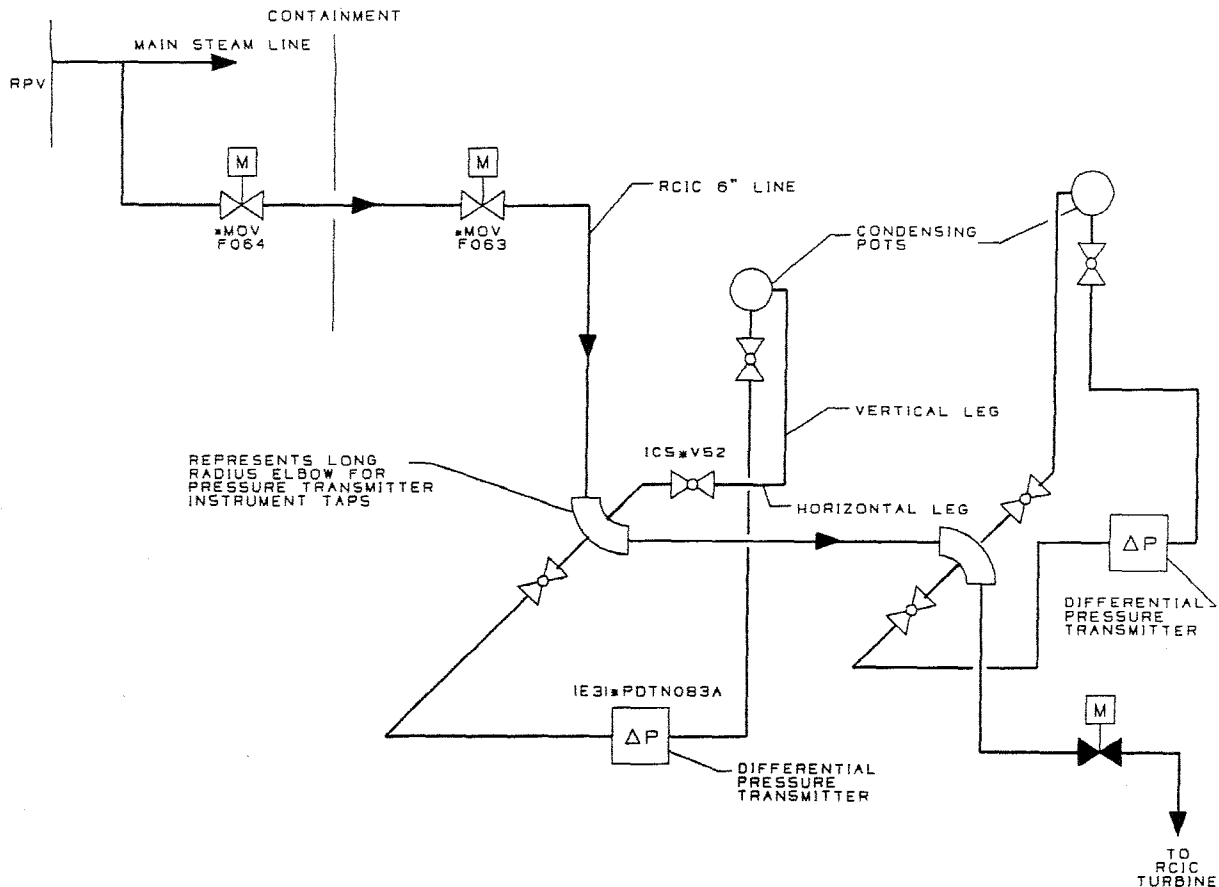 CONTAINMENT
MAIN STEAM LINE
RPV
M
M
RCIC 6" LINE
*MOV
F064
*MOV
F063
CONDENSING
POTS
VERTICAL LEG
ICS*V52
REPRESENTS LONG
RADIUS ELBOW FOR
PRESSURE TRANSMITTER
INSTRUMENT TAPS
HORIZONTAL LEG
ΔP
DIFFERENTIAL
PRESSURE
TRANSMITTER
1E31*PDTN083A
ΔP
M
DIFFERENTIAL
PRESSURE
TRANSMITTER
TO
RCIC
TURBINE